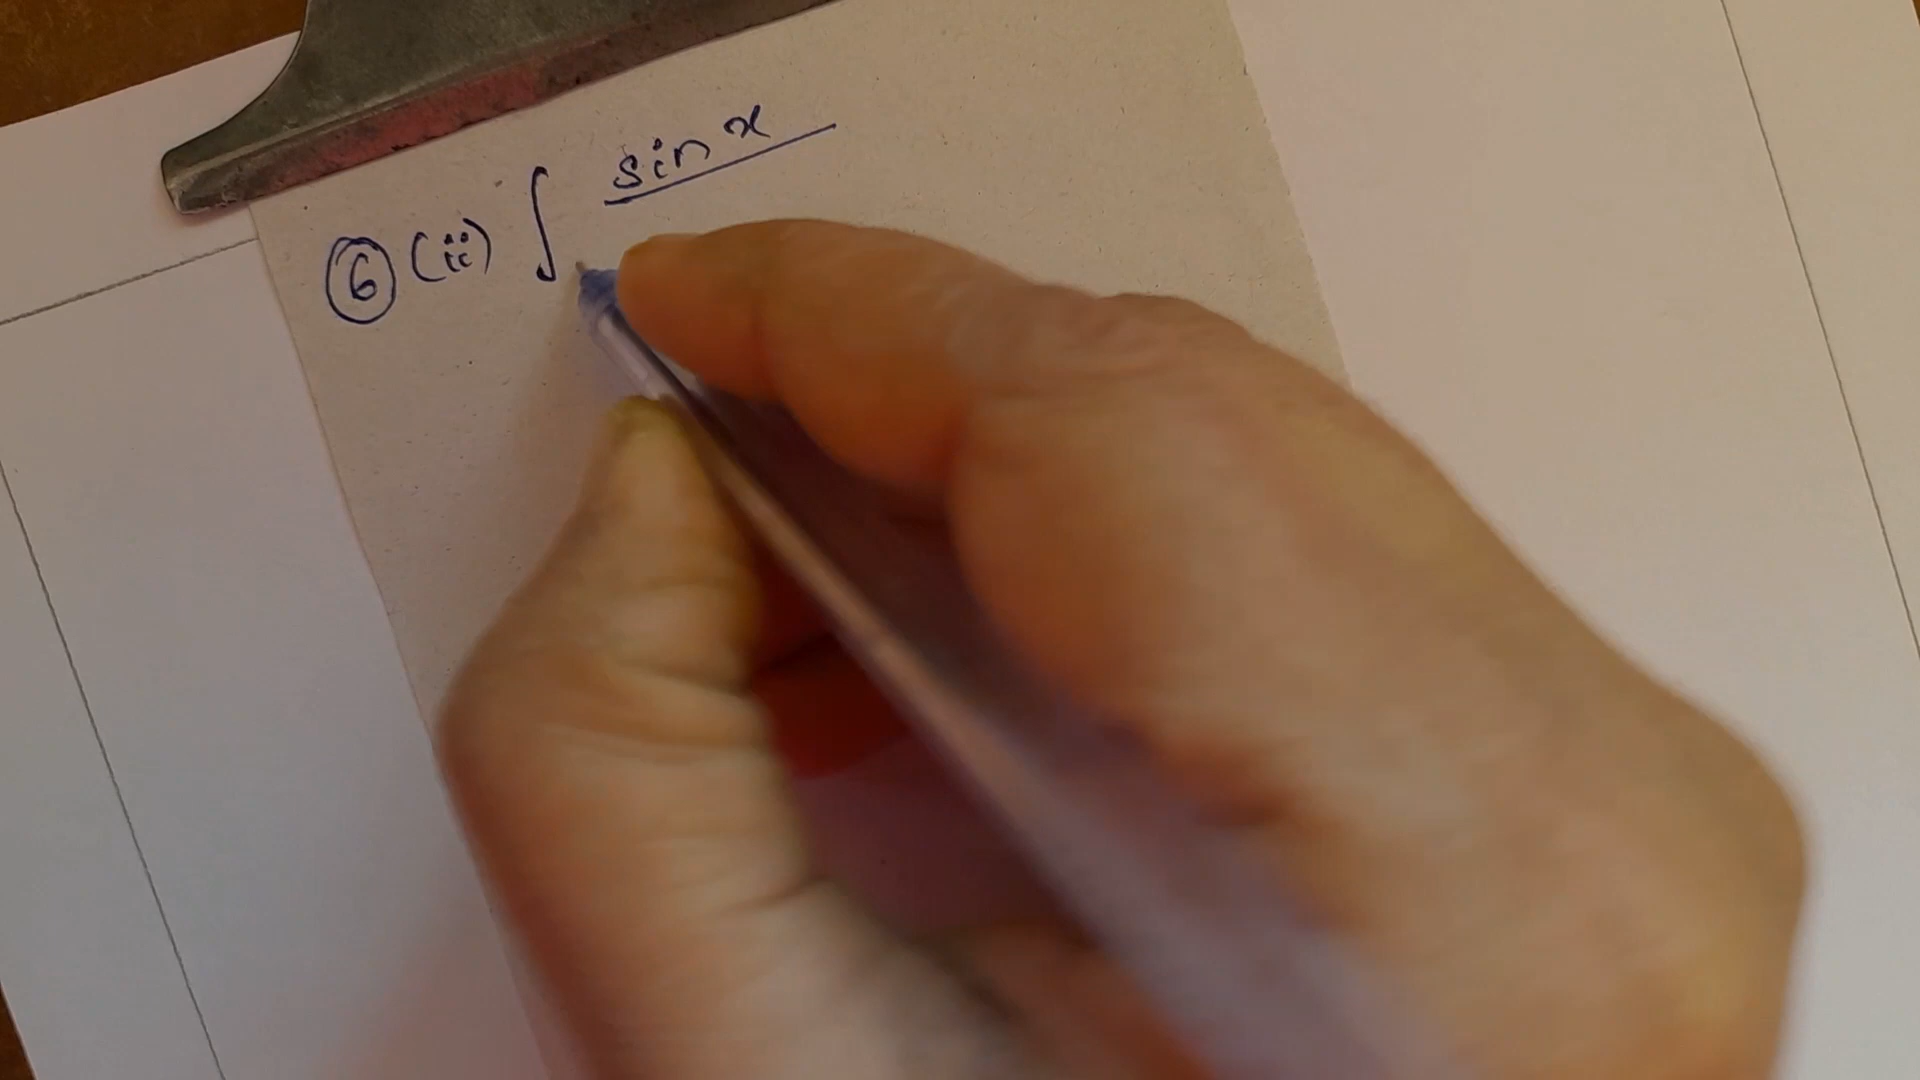 ⑥ (ii) ∫ sin x